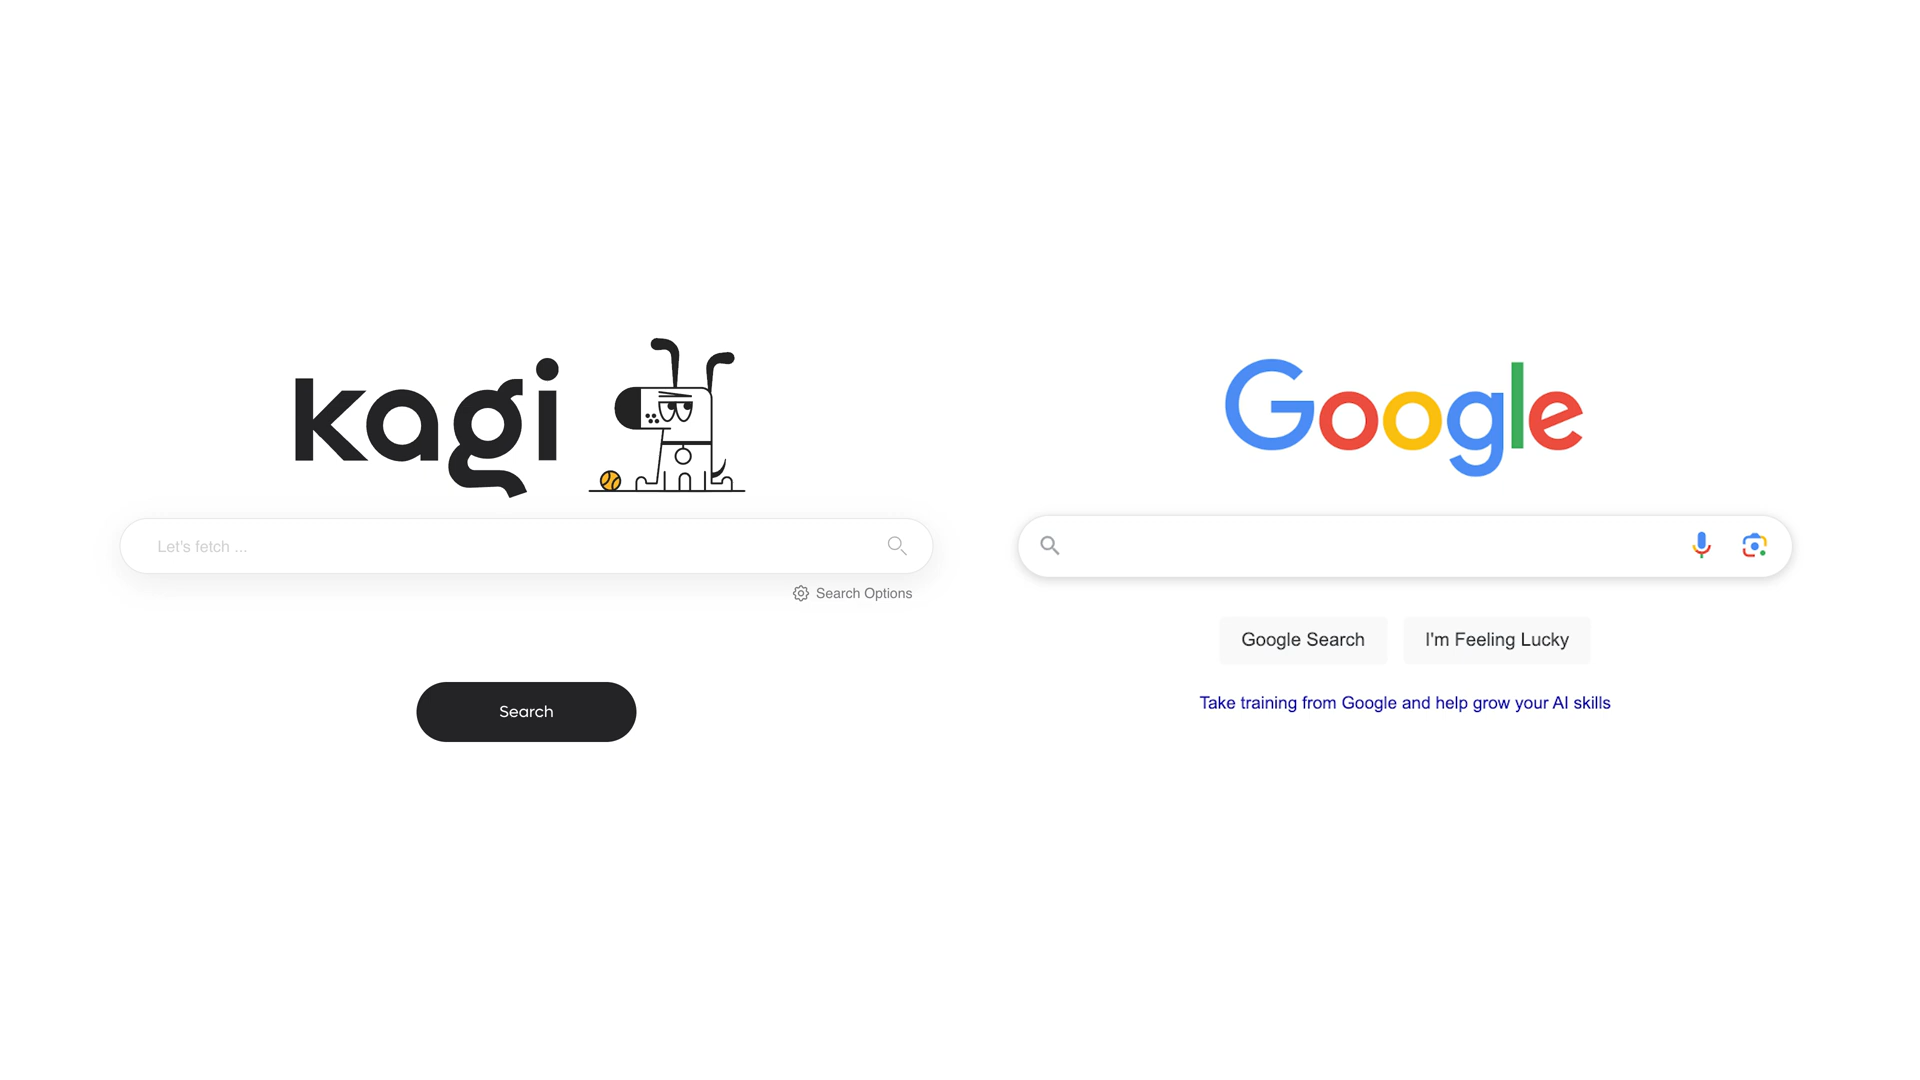 kagi
Let's fetch ...
Search Options
Search
Google
Google Search
I'm Feeling Lucky
Take training from Google and help grow your AI skills